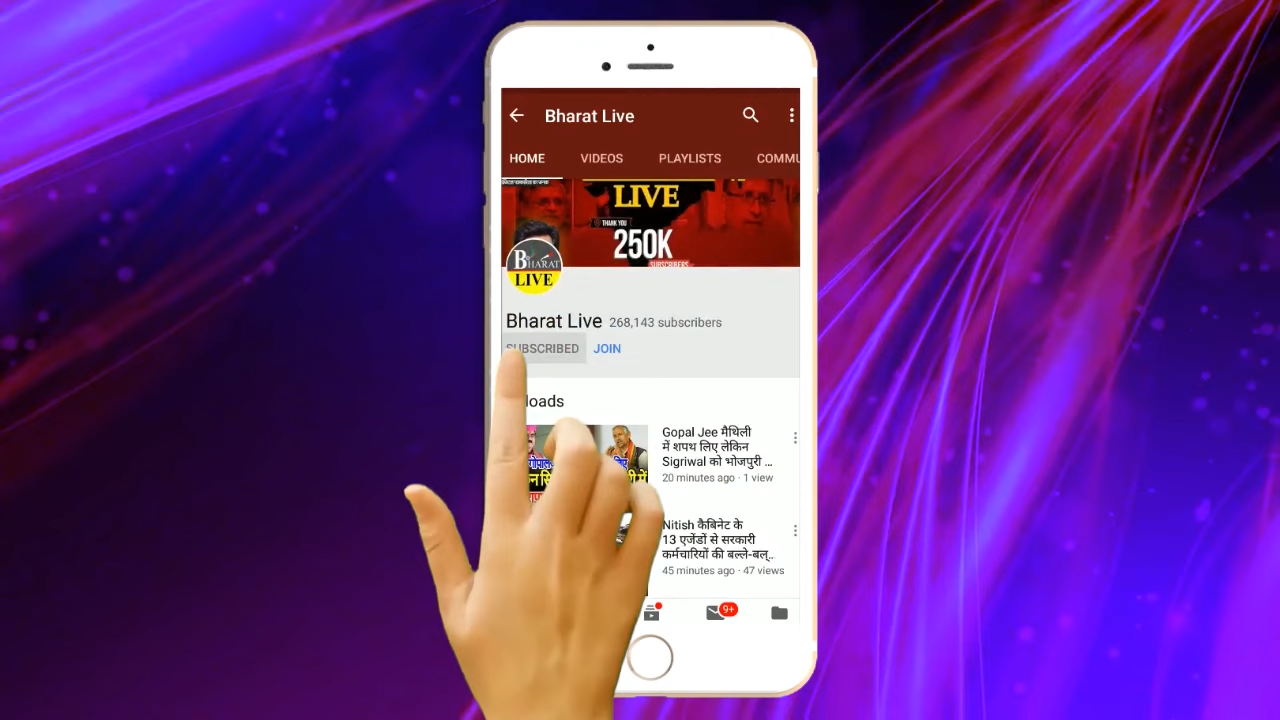 Bharat Live
HOME VIDEOS PLAYLISTS COMMU
LIVE
THANK YOU
250K
SUBSCRIBERS
BHARAT
LIVE
Bharat Live 268,143 subscribers
SUBSCRIBED JOIN
loads
Gopal Jee मैथिली
में शपथ लिए लेकिन
Sigriwal को भोजपुरी ...
20 minutes ago · 1 view
Nitish कैबिनेट के
13 एजेंडों से सरकारी
कर्मचारियों की बल्ले-बल्..
45 minutes ago · 47 views
9+